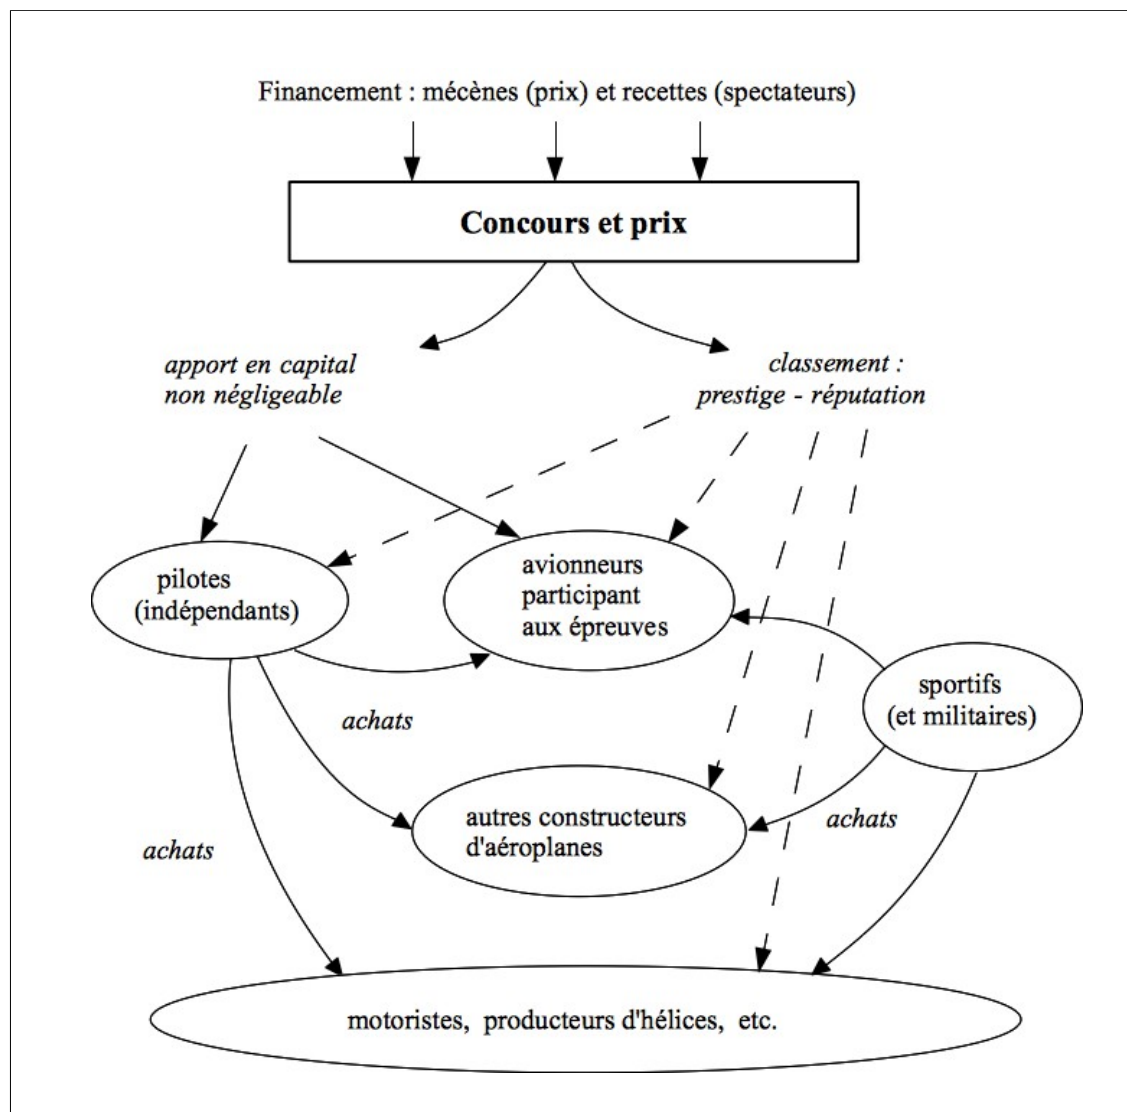 Financement : mécènes (prix) et recettes (spectateurs)
Concours et prix
apport en capital
non négligeable
classement :
prestige - réputation
pilotes
(indépendants)
avionneurs
participant
aux épreuves
sportifs
(et militaires)
achats
autres constructeurs
d'aéroplanes
achats
achats
motoristes, producteurs d'hélices, etc.